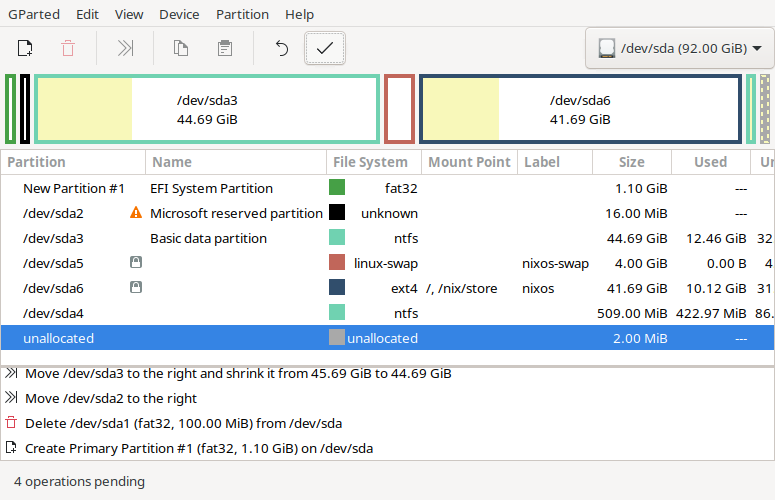 GParted Edit View Device Partition Help
/dev/sda (92.00 GiB)
/dev/sda3
44.69 GiB
/dev/sda6
41.69 GiB
Partition Name File System Mount Point Label Size Used
New Partition #1 EFI System Partition fat32 1.10 GiB ---
/dev/sda2 Microsoft reserved partition unknown 16.00 MiB ---
/dev/sda3 Basic data partition ntfs 44.69 GiB 12.46 GiB 32
/dev/sda5 linux-swap nixos-swap 4.00 GiB 0.00 B 4
/dev/sda6 ext4 /, /nix/store nixos 41.69 GiB 10.12 GiB 31
/dev/sda4 ntfs 509.00 MiB 422.97 MiB 86.
unallocated unallocated 2.00 MiB ---
Move /dev/sda3 to the right and shrink it from 45.69 GiB to 44.69 GiB
Move /dev/sda2 to the right
Delete /dev/sda1 (fat32, 100.00 MiB) from /dev/sda
Create Primary Partition #1 (fat32, 1.10 GiB) on /dev/sda
4 operations pending